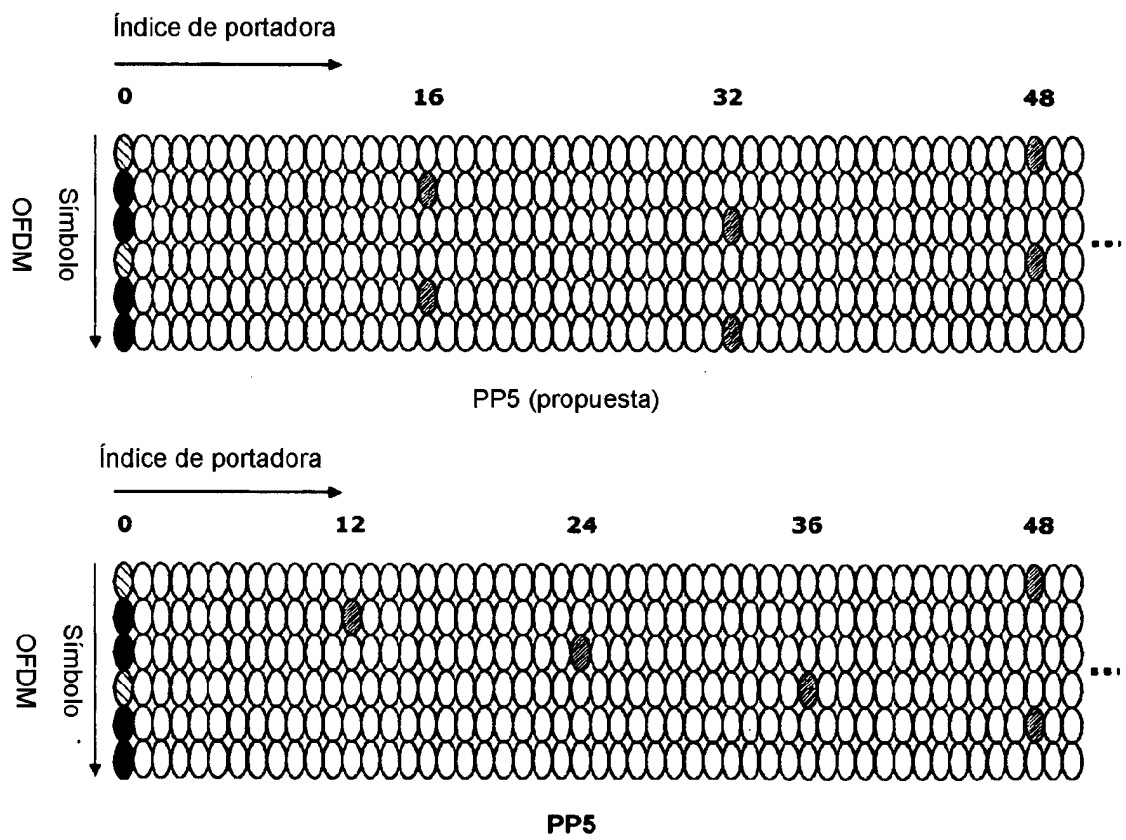 Índice de portadora
0 16 32 48
Símbolo
OFDM
PP5 (propuesta)
Índice de portadora
0 12 24 36 48
Símbolo
OFDM
PP5